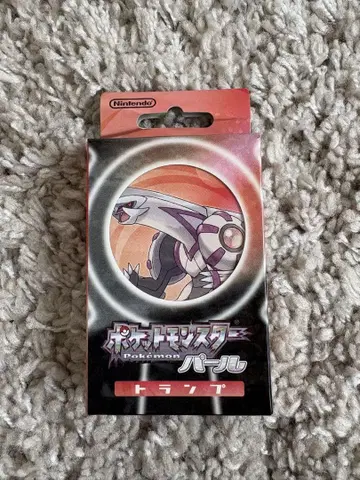 Nintendo
ポケットモンスター
Pokémon
パール
トランプ